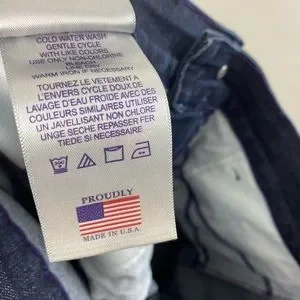 COLD WATER WASH
GENTLE CYCLE
WITH LIKE COLORS.
USE ONLY NON-CHLORINE
BLEACH.
LINE DRY
WARM IRON IF NECESSARY
TOURNEZ LE VETEMENT A
L'ENVERS CYCLE DOUX
LAVAGE D'EAU FROIDE AVEC DES
COULEURS SIMILAIRES UTILISER
UN JAVELLISANT NON CHLORE
UNGE SECHE REPASSER FER
TIEDE SI NECESSAIRE
PROUDLY
MADE IN U.S.A.